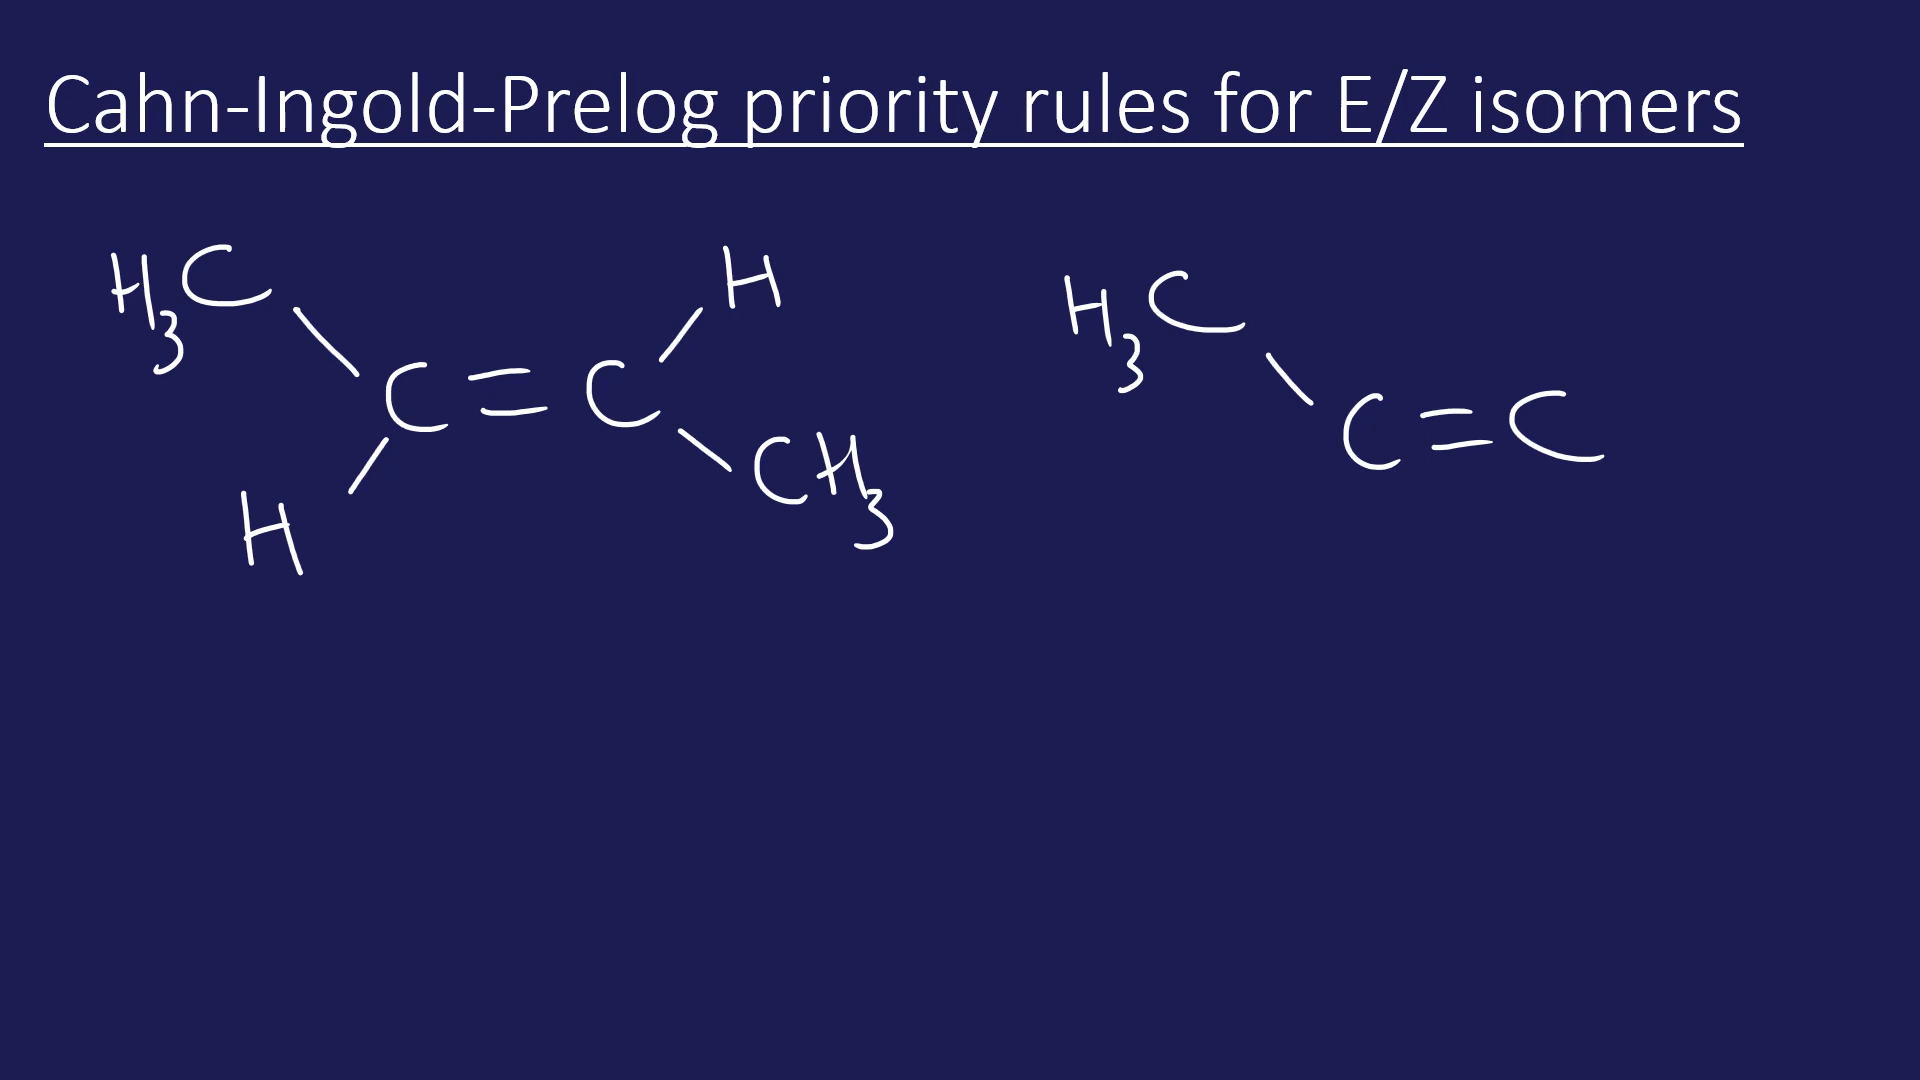 Cahn-Ingold-Prelog priority rules for E/Z isomers
H₃C H H₃C
C=C C=C
H CH₃